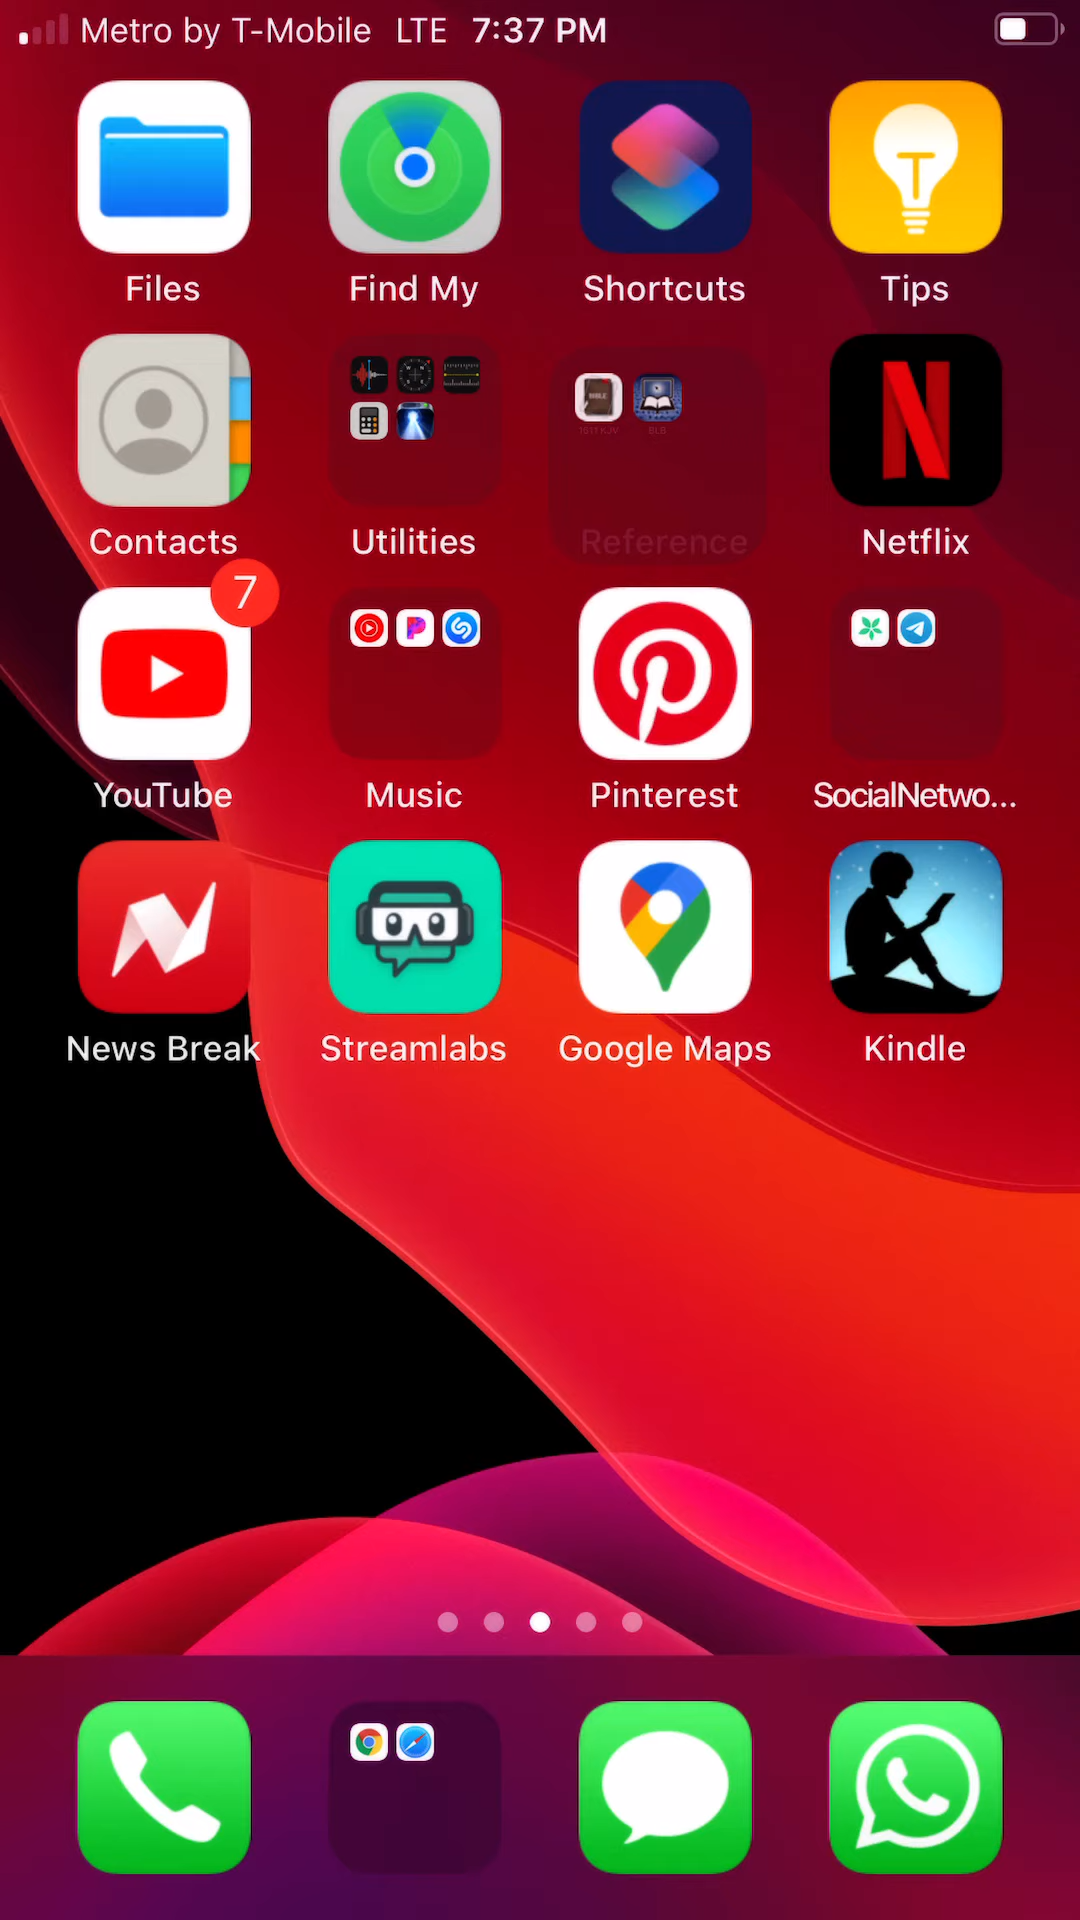 Metro by T-Mobile LTE 7:37 PM
Files
Find My
Shortcuts
Tips
Contacts
Utilities
Reference
Netflix
7
YouTube
Music
Pinterest
SocialNetwo...
News Break
Streamlabs
Google Maps
Kindle